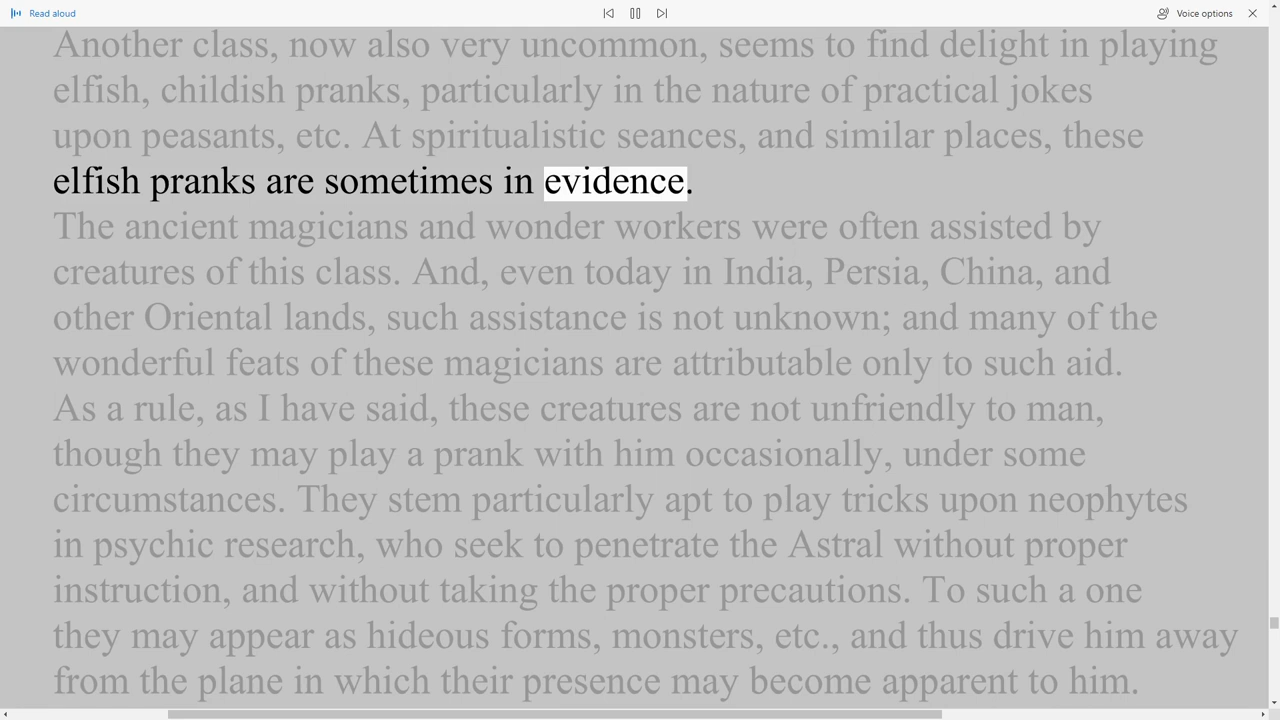 Read aloud
Voice options
Another class, now also very uncommon, seems to find delight in playing
elfish, childish pranks, particularly in the nature of practical jokes
upon peasants, etc. At spiritualistic seances, and similar places, these
elfish pranks are sometimes in evidence.
The ancient magicians and wonder workers were often assisted by
creatures of this class. And, even today in India, Persia, China, and
other Oriental lands, such assistance is not unknown; and many of the
wonderful feats of these magicians are attributable only to such aid.
As a rule, as I have said, these creatures are not unfriendly to man,
though they may play a prank with him occasionally, under some
circumstances. They stem particularly apt to play tricks upon neophytes
in psychic research, who seek to penetrate the Astral without proper
instruction, and without taking the proper precautions. To such a one
they may appear as hideous forms, monsters, etc., and thus drive him away
from the plane in which their presence may become apparent to him.